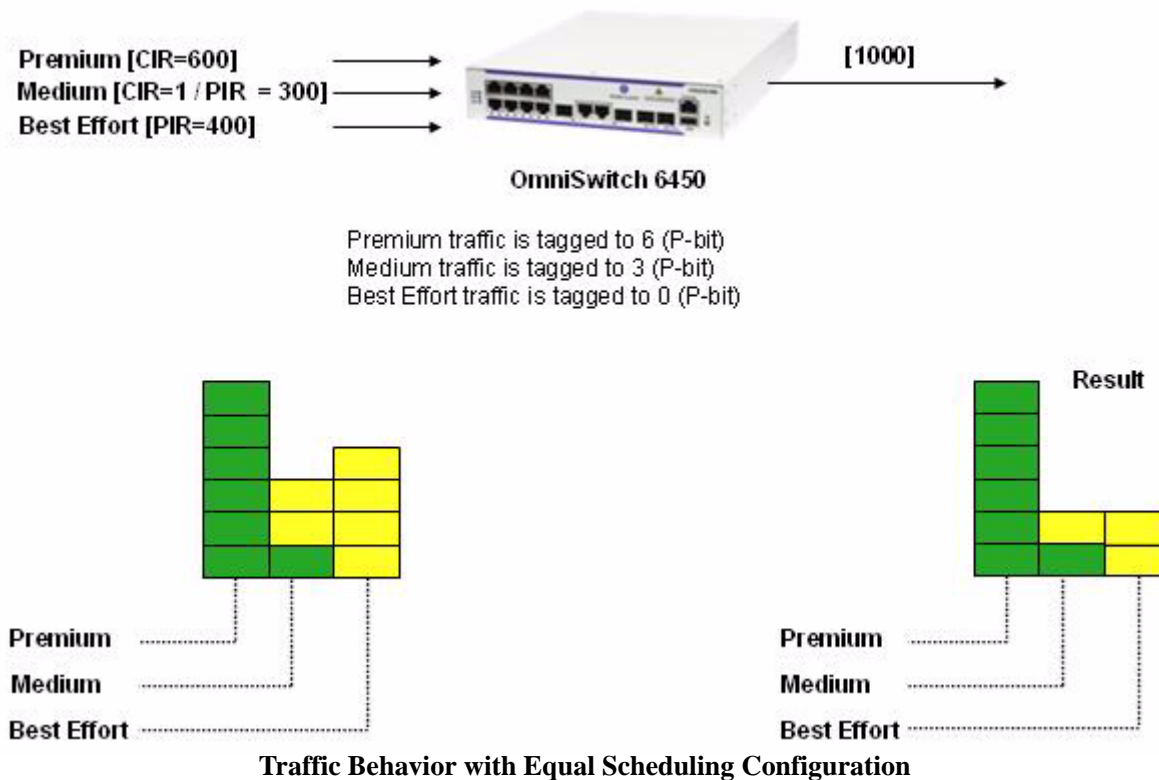 Premium [CIR=600]
Medium [CIR=1 / PIR = 300]
Best Effort [PIR=400]
[1000]
OmniSwitch 6450
Premium traffic is tagged to 6 (P-bit)
Medium traffic is tagged to 3 (P-bit)
Best Effort traffic is tagged to 0 (P-bit)
Result
Premium
Medium
Best Effort
Premium
Medium
Best Effort
Traffic Behavior with Equal Scheduling Configuration